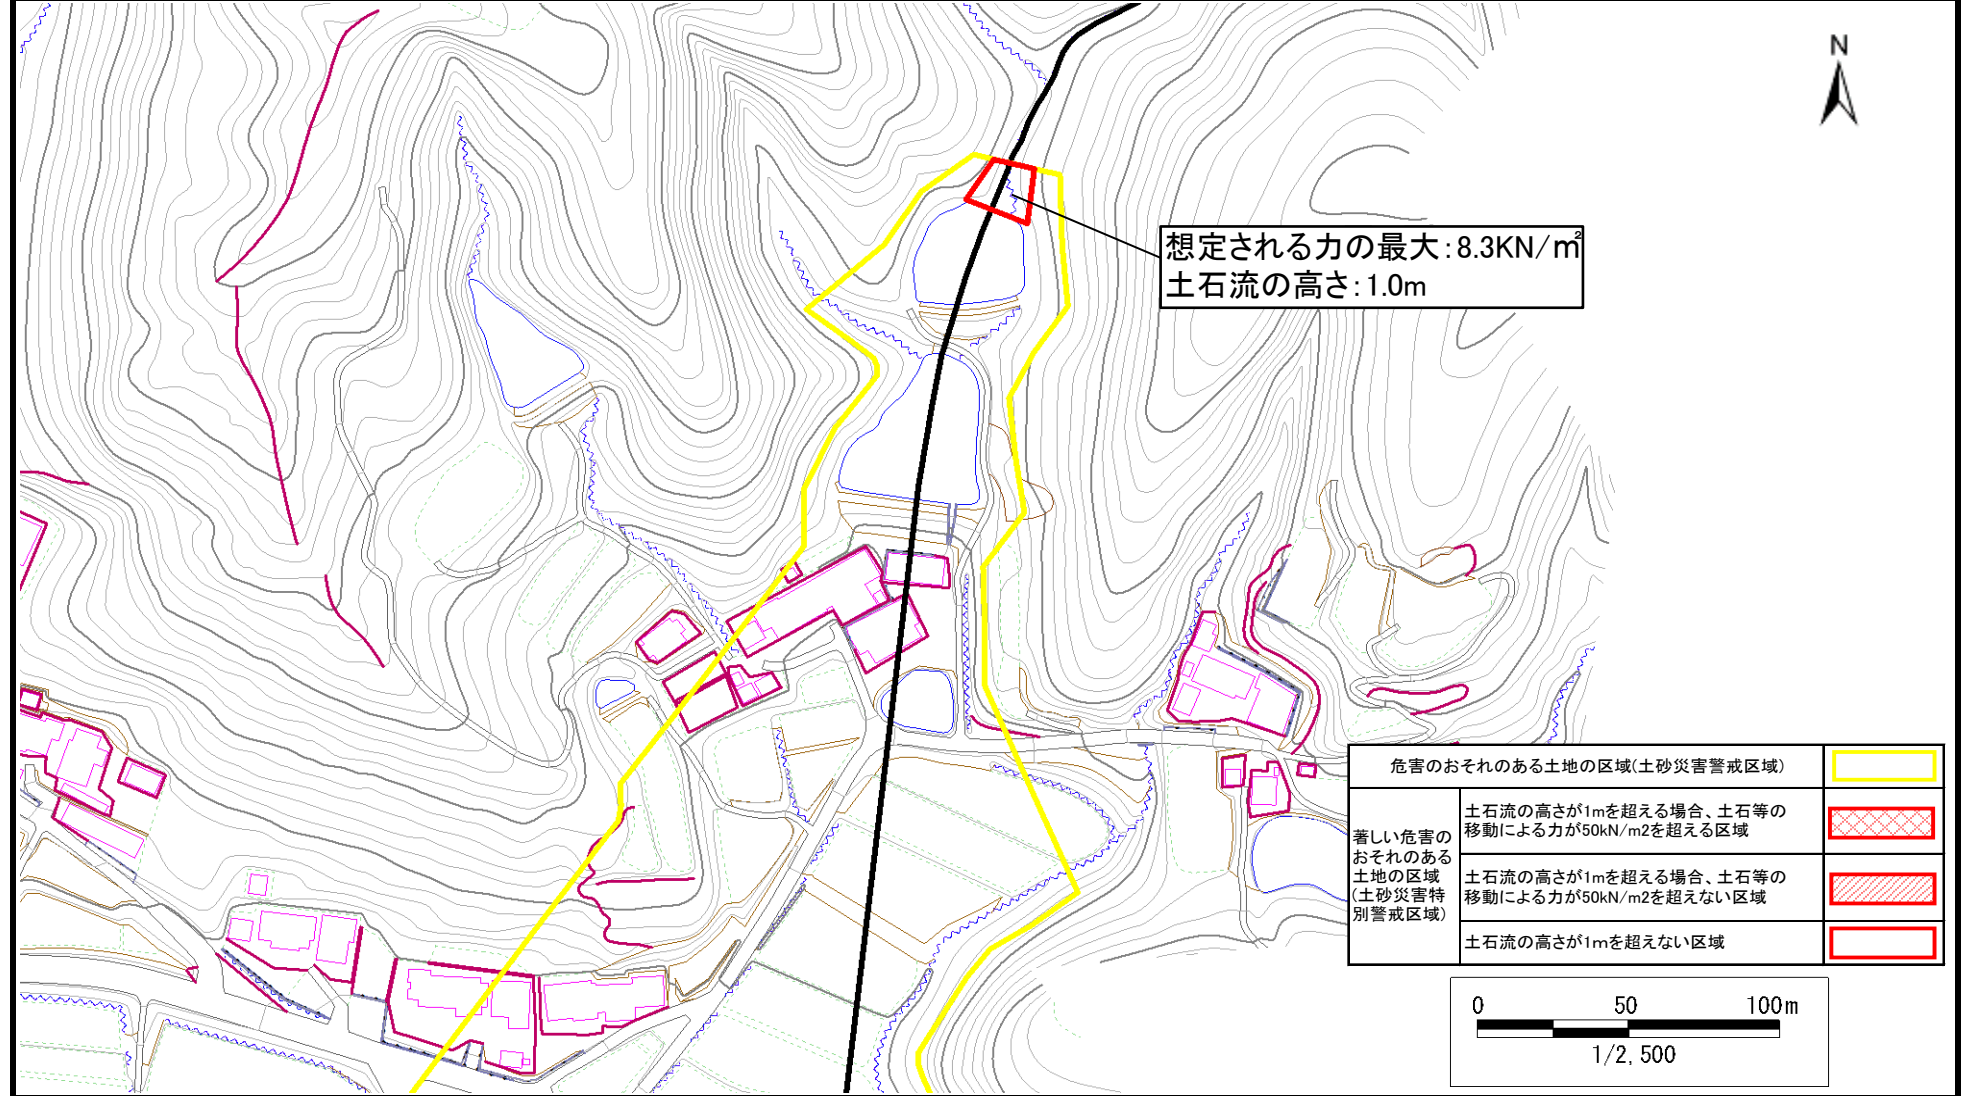 N
想定される力の最大：8.3KN/㎡
土石流の高さ：1.0m
危害のおそれのある土地の区域(土砂災害警戒区域)
著しい危害の
おそれのある
土地の区域
(土砂災害特
別警戒区域)
土石流の高さが1mを超える場合、土石等の
移動による力が50kN/m2を超える区域
土石流の高さが1mを超える場合、土石等の
移動による力が50kN/m2を超えない区域
土石流の高さが1mを超えない区域
0 50 100m
1/2,500